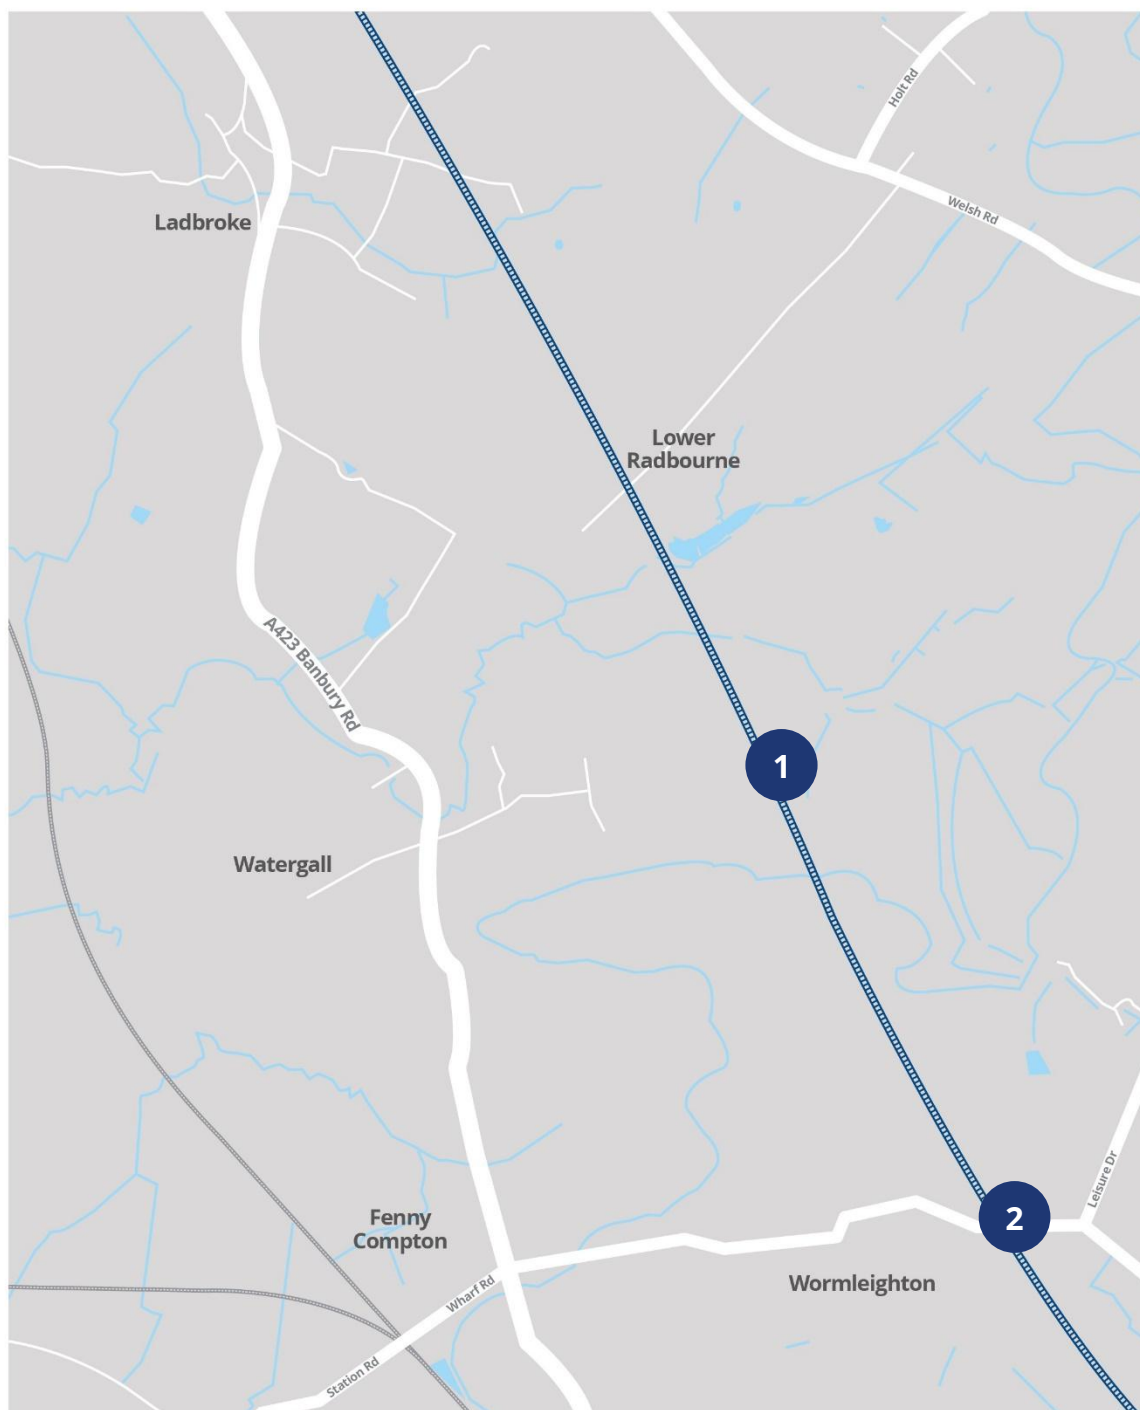 Holt Rd
Welsh Rd
Ladbroke
Lower
Radbourne
A423 Banbury Rd
1
Watergall
Leisure Dr
2
Fenny
Compton
Wormleighton
Wharf Rd
Station Rd